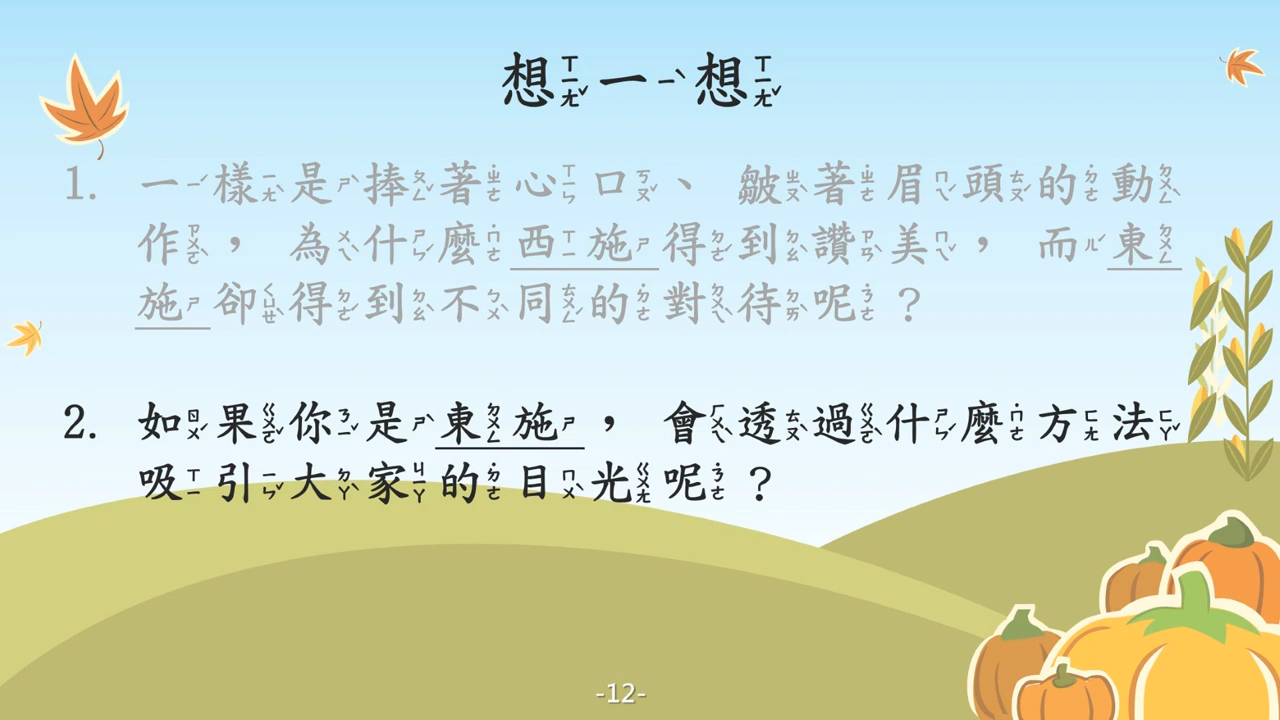 想一想
1. 一樣是捧著心口、皺著眉頭的動
作，為什麼西施得到讚美，而東
施卻得到不同的對待呢？
2. 如果你是東施，會透過什麼方法
吸引大家的目光呢？
-12-